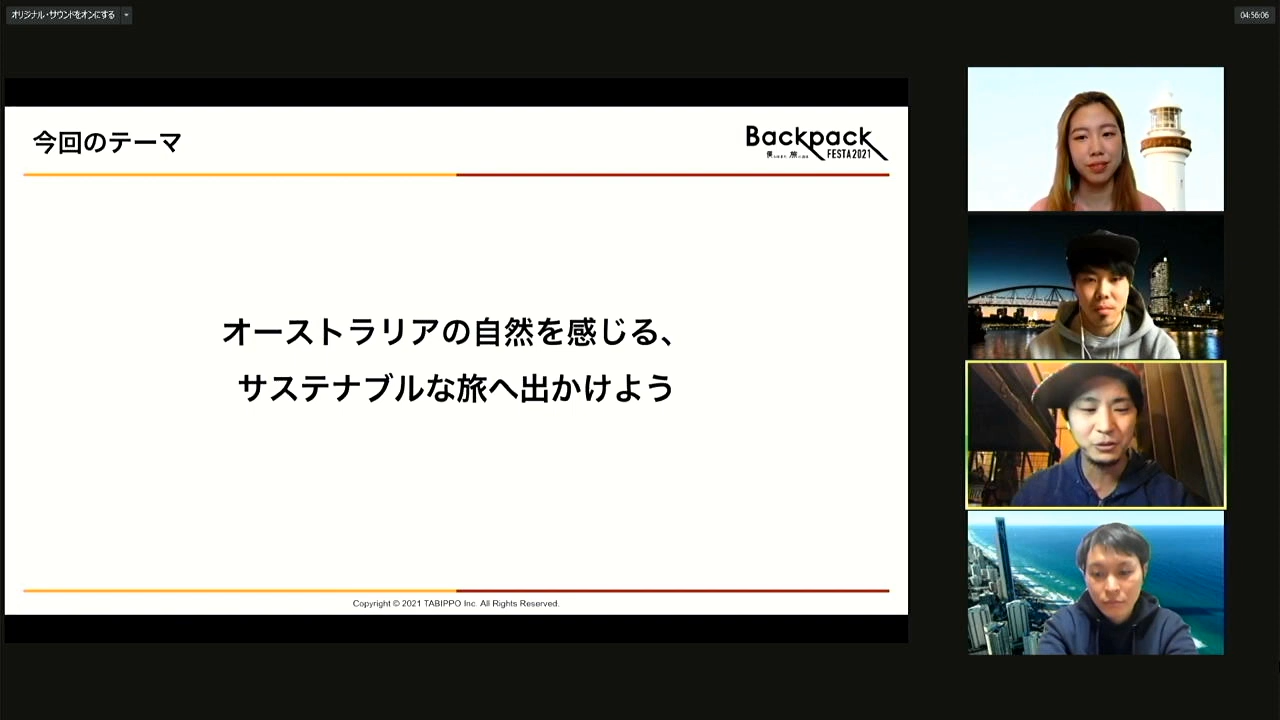 オリジナル・サウンドをオンにする
04:56:06
今回のテーマ
Backpack
FESTA2021
オーストラリアの自然を感じる、
サステナブルな旅へ出かけよう
Copyright © 2021 TABIPPO Inc. All Rights Reserved.